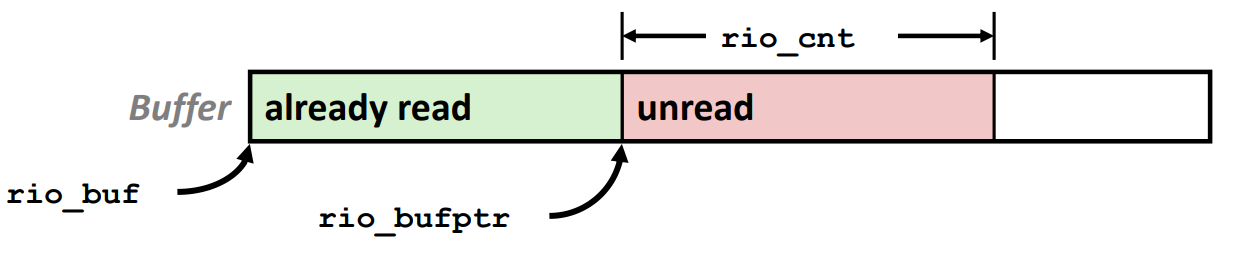 rio_cnt
Buffer already read unread
rio_buf
rio_bufptr